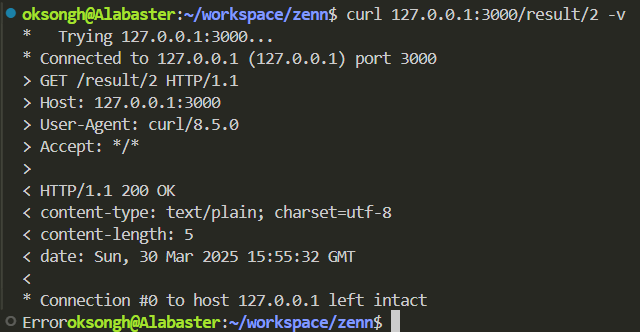 oksongh@Alabaster:~/workspace/zenn$ curl 127.0.0.1:3000/result/2 -v
*   Trying 127.0.0.1:3000...
* Connected to 127.0.0.1 (127.0.0.1) port 3000
> GET /result/2 HTTP/1.1
> Host: 127.0.0.1:3000
> User-Agent: curl/8.5.0
> Accept: */*
>
< HTTP/1.1 200 OK
< content-type: text/plain; charset=utf-8
< content-length: 5
< date: Sun, 30 Mar 2025 15:55:32 GMT
<
* Connection #0 to host 127.0.0.1 left intact
Erroroksongh@Alabaster:~/workspace/zenn$